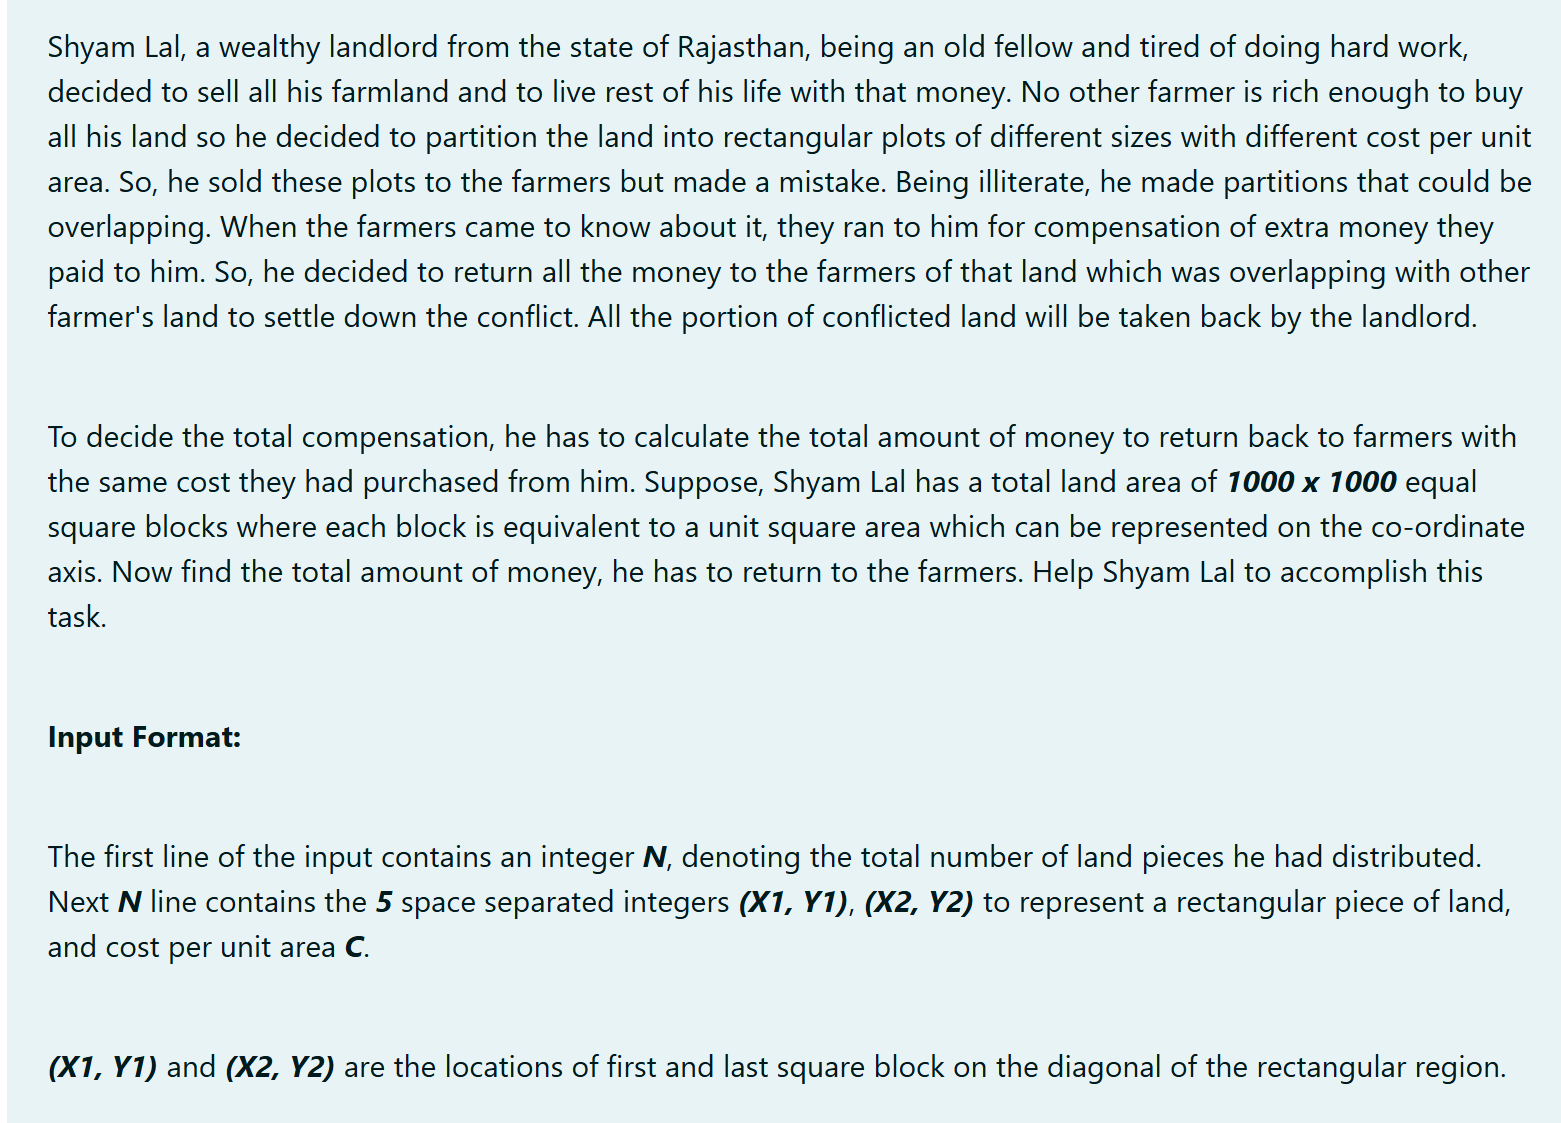 Shyam Lal, a wealthy landlord from the state of Rajasthan, being an old fellow and tired of doing hard work,
decided to sell all his farmland and to live rest of his life with that money. No other farmer is rich enough to buy
all his land so he decided to partition the land into rectangular plots of different sizes with different cost per unit
area. So, he sold these plots to the farmers but made a mistake. Being illiterate, he made partitions that could be
overlapping. When the farmers came to know about it, they ran to him for compensation of extra money they
paid to him. So, he decided to return all the money to the farmers of that land which was overlapping with other
farmer's land to settle down the conflict. All the portion of conflicted land will be taken back by the landlord.
To decide the total compensation, he has to calculate the total amount of money to return back to farmers with
the same cost they had purchased from him. Suppose, Shyam Lal has a total land area of 1000 x 1000 equal
square blocks where each block is equivalent to a unit square area which can be represented on the co-ordinate
axis. Now find the total amount of money, he has to return to the farmers. Help Shyam Lal to accomplish this
task.
Input Format:
The first line of the input contains an integer N, denoting the total number of land pieces he had distributed.
Next N line contains the 5 space separated integers (X1, Y1), (X2, Y2) to represent a rectangular piece of land,
and cost per unit area C.
(X1, Y1) and (X2, Y2) are the locations of first and last square block on the diagonal of the rectangular region.